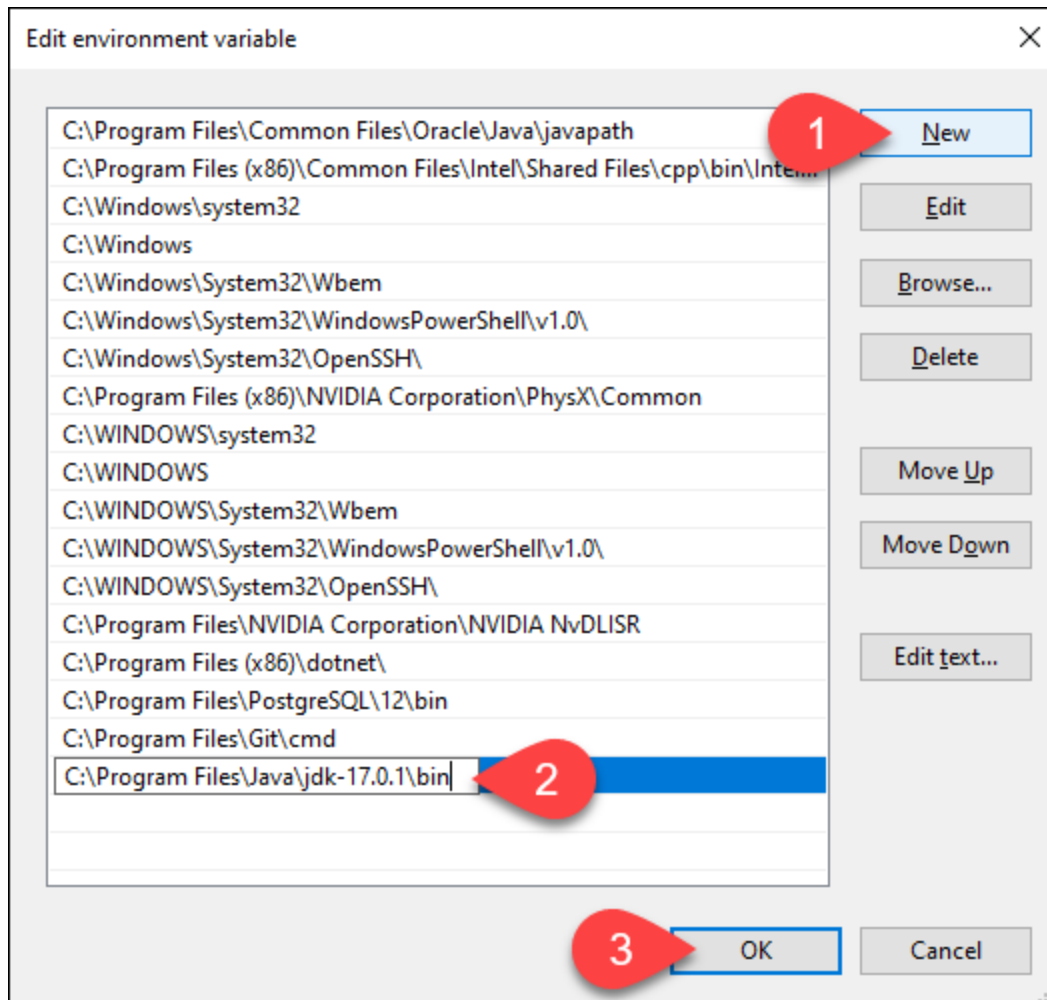 Edit environment variable
C:\Program Files\Common Files\Oracle\Java\javapath
1
New
C:\Program Files (x86)\Common Files\Intel\Shared Files\cpp\bin\Intel...
C:\Windows\system32
Edit
C:\Windows
C:\Windows\System32\Wbem
Browse...
C:\Windows\System32\WindowsPowerShell\v1.0\
C:\Windows\System32\OpenSSH\
Delete
C:\Program Files (x86)\NVIDIA Corporation\PhysX\Common
C:\WINDOWS\system32
C:\WINDOWS
Move Up
C:\WINDOWS\System32\Wbem
C:\WINDOWS\System32\WindowsPowerShell\v1.0\
Move Down
C:\WINDOWS\System32\OpenSSH\
C:\Program Files\NVIDIA Corporation\NVIDIA NvDLISR
C:\Program Files (x86)\dotnet\
Edit text...
C:\Program Files\PostgreSQL\12\bin
C:\Program Files\Git\cmd
C:\Program Files\Java\jdk-17.0.1\bin
2
3
OK
Cancel